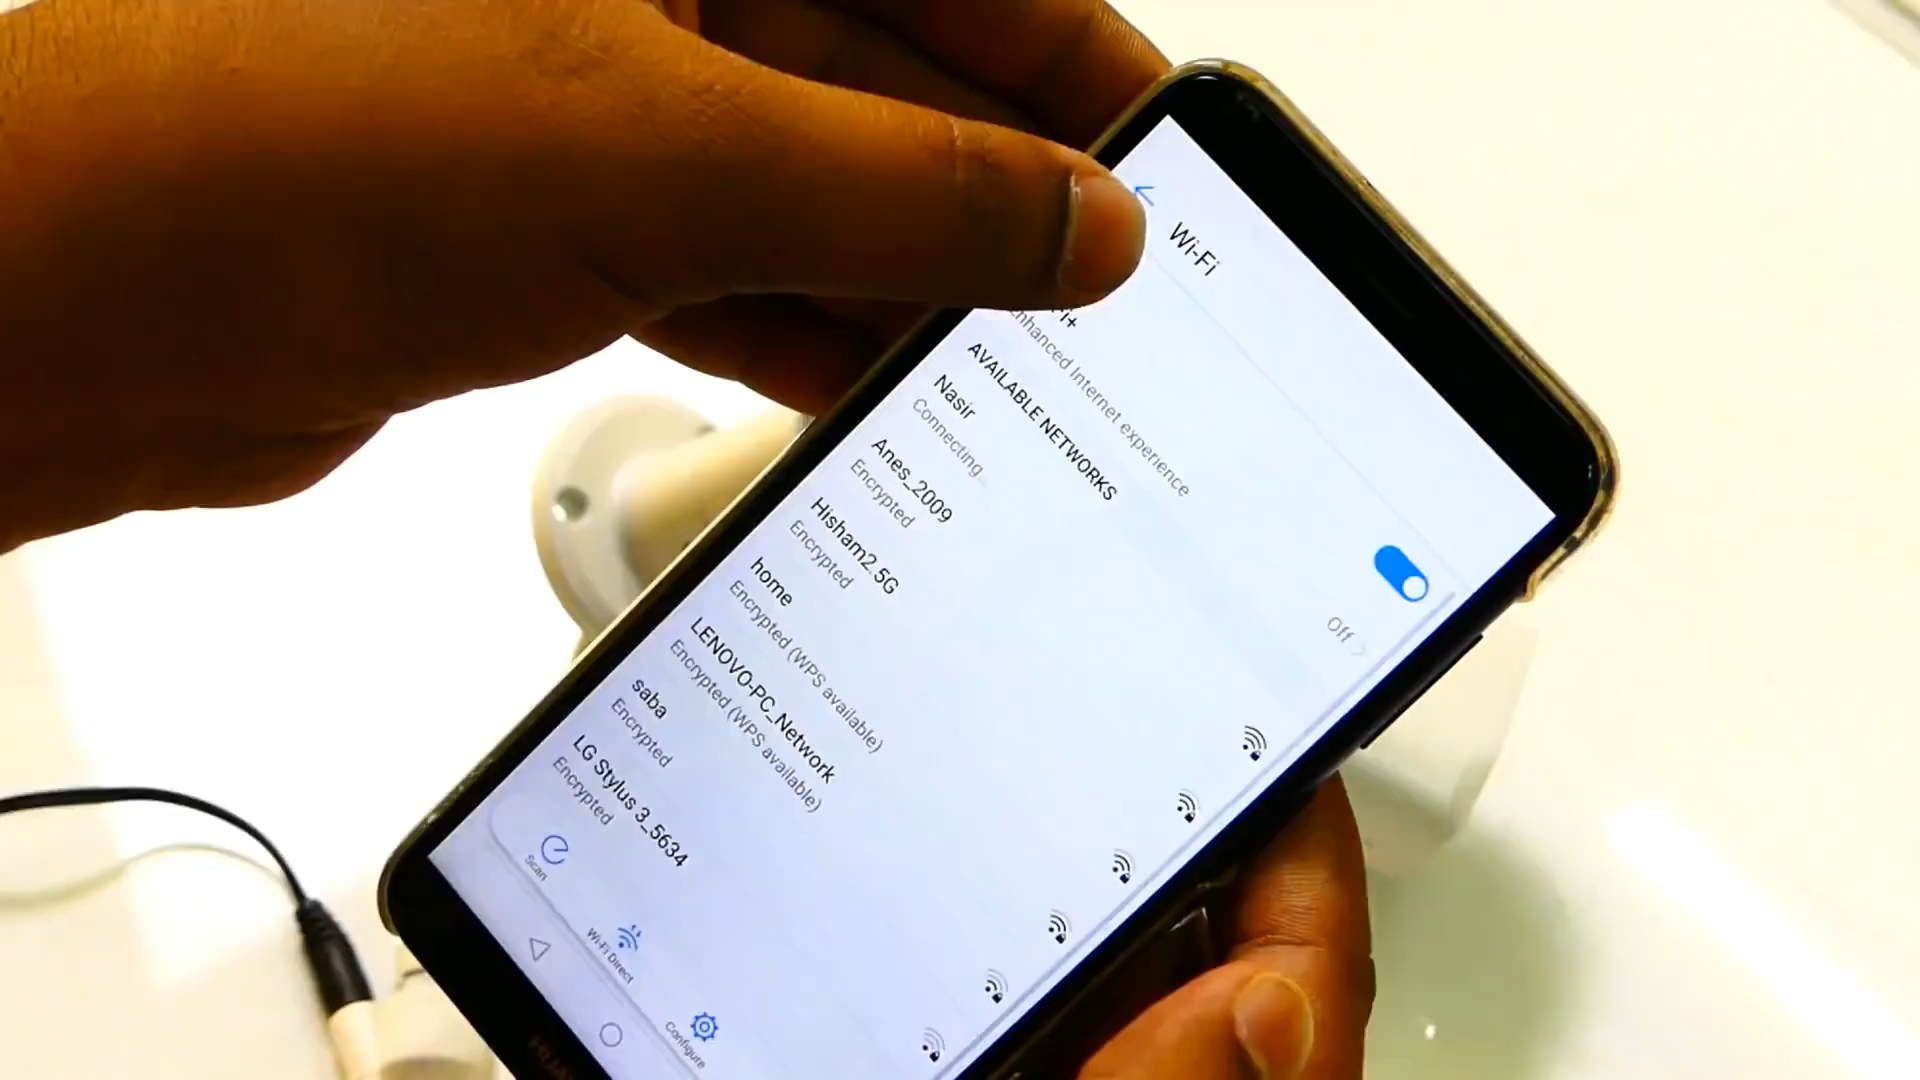 Wi-Fi
Fi+
Off
Enhanced Internet experience
AVAILABLE NETWORKS
Nasir
Connecting...
Anes_2009
Encrypted
Hisham2.5G
Encrypted
home
Encrypted (WPS available)
LENOVO-PC_Network
Encrypted (WPS available)
saba
Encrypted
LG Stylus 3_5634
Encrypted
Scan
Wi-Fi Direct
Configure